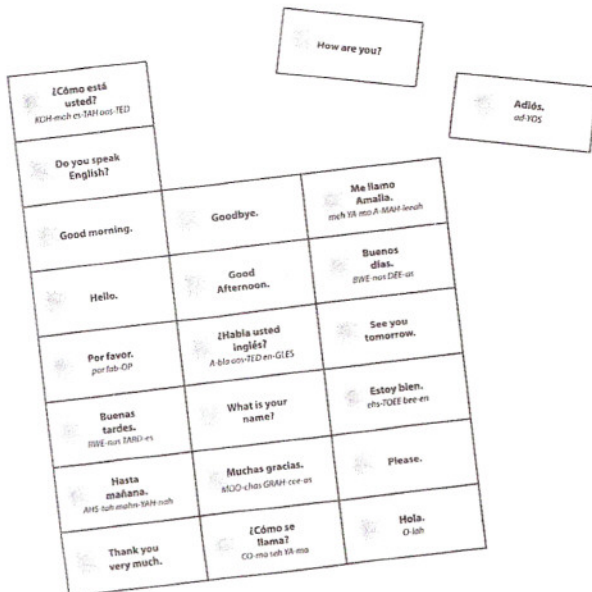 How are you?
¿Cómo está
usted?
KOH-moh es-TAH oos-TED
Adiós.
ad-YOS
Do you speak
English?
Me llamo
Amalia.
meh YA-mo A-MAH-leeah
Good morning.
Goodbye.
Buenos
días.
BWE-nos DEE-as
Hello.
Good
Afternoon.
¿Habla usted
inglés?
A-bla oos-TED en-GLES
See you
tomorrow.
Por favor.
por fab-OP
Buenas
tardes.
BWE-nas TARD-es
What is your
name?
Estoy bien.
ehs-TOEE bee-en
Hasta
mañana.
AHS-tah mahn-YAH-nah
Muchas gracias.
MOO-chas GRAH-cee-as
Please.
Thank you
very much.
¿Cómo se
llama?
CO-mo seh YA-ma
Hola.
O-lah